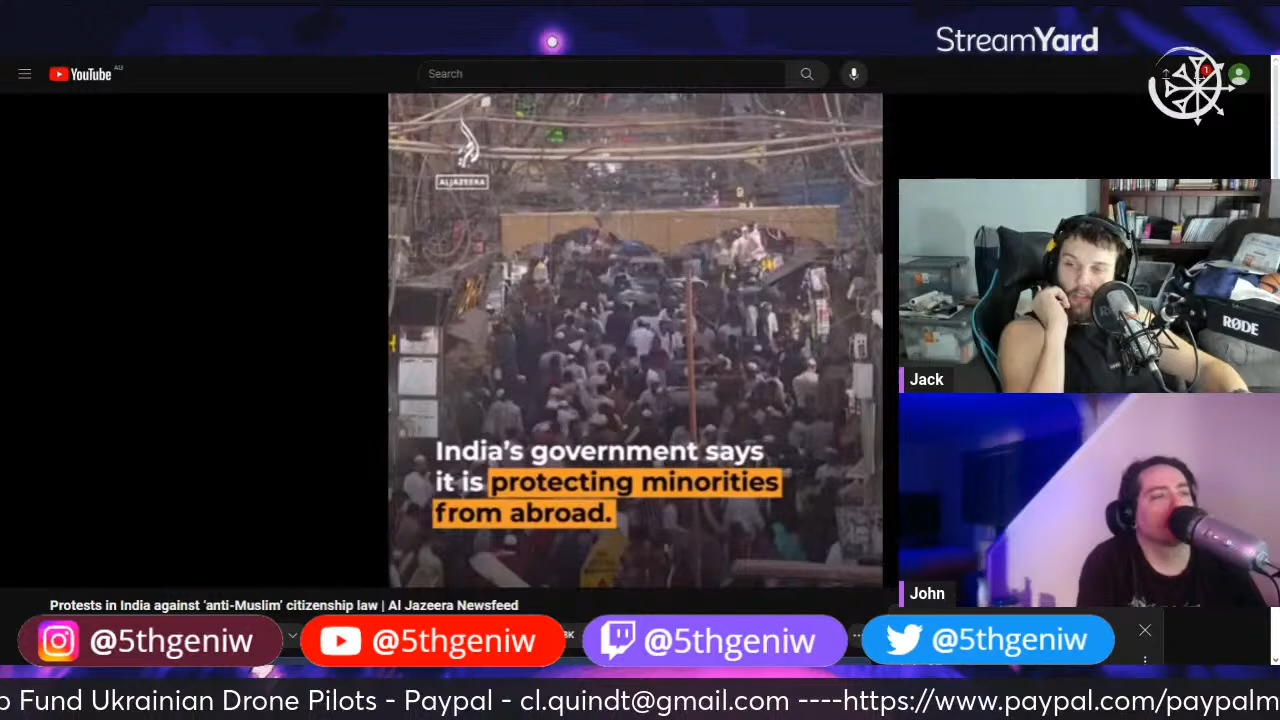 StreamYard
YouTube AU
Search
1
ALJAZEERA
India's government says
it is protecting minorities
from abroad.
RØDE
Jack
John
Protests in India against 'anti-Muslim' citizenship law | Al Jazeera Newsfeed
@5thgeniw
@5thgeniw
@5thgeniw
@5thgeniw
Fund Ukrainian Drone Pilots - Paypal - cl.quindt@gmail.com ----https://www.paypal.com/paypalm